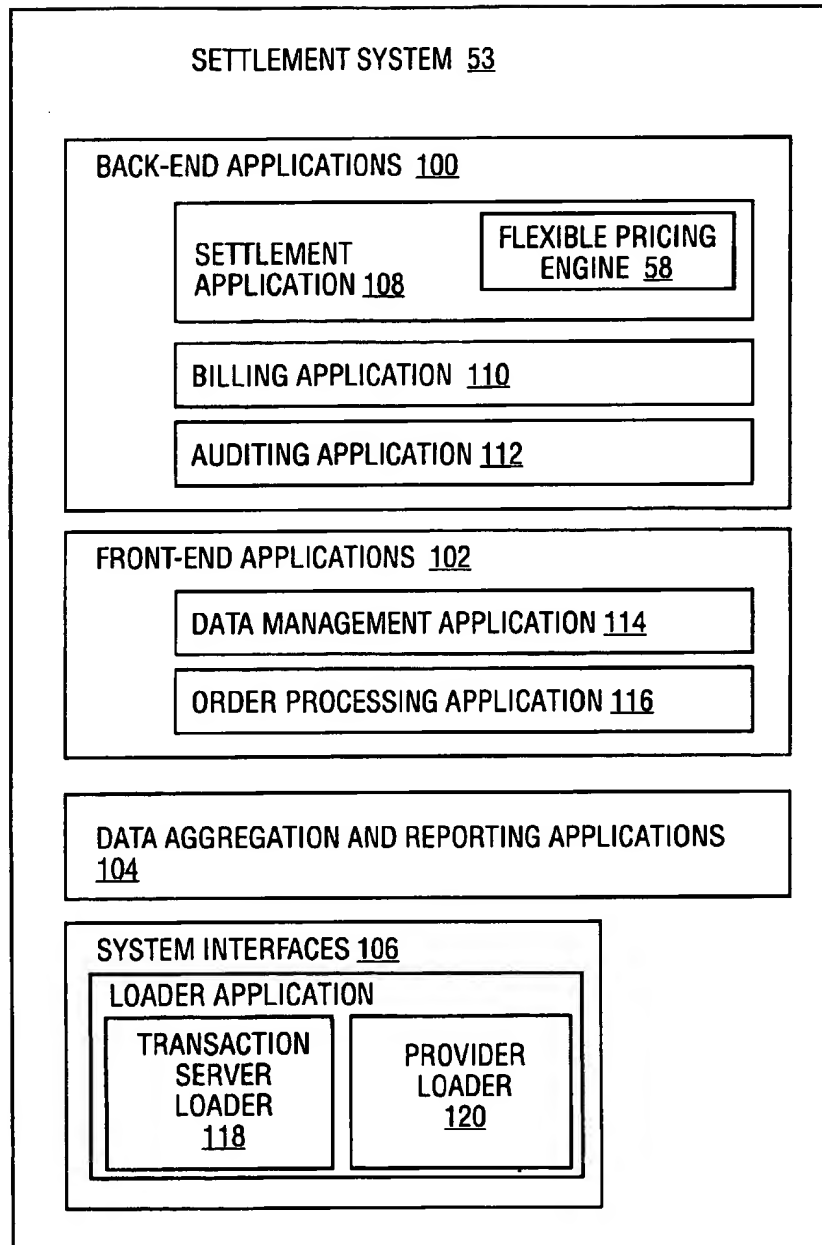 SETTLEMENT SYSTEM 53
BACK-END APPLICATIONS 100
SETTLEMENT
APPLICATION 108
FLEXIBLE PRICING
ENGINE 58
BILLING APPLICATION 110
AUDITING APPLICATION 112
FRONT-END APPLICATIONS 102
DATA MANAGEMENT APPLICATION 114
ORDER PROCESSING APPLICATION 116
DATA AGGREGATION AND REPORTING APPLICATIONS
104
SYSTEM INTERFACES 106
LOADER APPLICATION
TRANSACTION
SERVER
LOADER
118
PROVIDER
LOADER
120